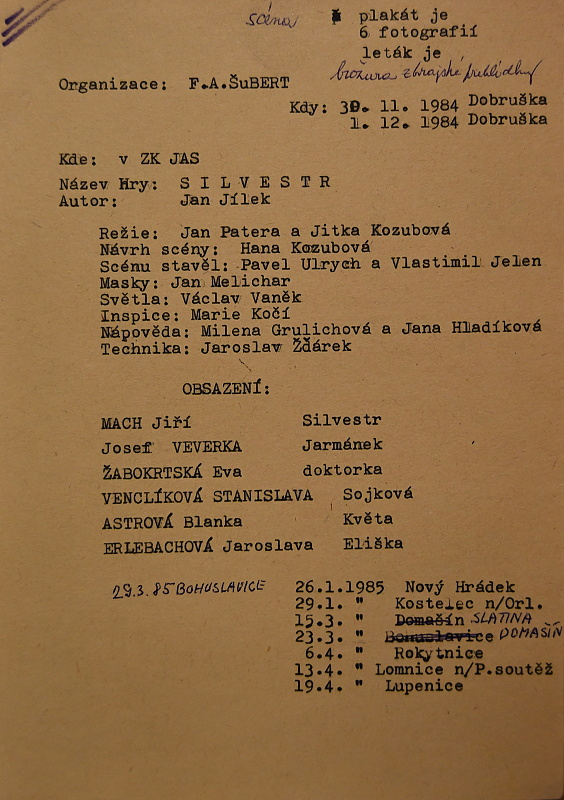 scéna plakát je
6 fotografií
leták je
brožura z krajské přehlídky
Organizace: F.A.ŠuBERT
Kdy: 30. 11. 1984 Dobruška
1. 12. 1984 Dobruška
Kde: v ZK JAS
Název Hry: S I L V E S T R
Autor: Jan Jílek
Režie: Jan Patera a Jitka Kozubová
Návrh scény: Hana Kozubová
Scénu stavěl: Pavel Ulrych a Vlastimil Jelen
Masky: Jan Melichar
Světla: Václav Vaněk
Inspice: Marie Kočí
Nápověda: Milena Grulichová a Jana Hladíková
Technika: Jaroslav Žďárek
OBSAZENÍ:
MACH Jiří Silvestr
Josef VEVERKA Jarmánek
ŽABOKRTSKÁ Eva doktorka
VENCLÍKOVÁ STANISLAVA Sojková
ASTROVÁ Blanka Květa
ERLEBACHOVÁ Jaroslava Eliška
29.3.85 BOHUSLAVICE 26.1.1985 Nový Hrádek
29.1. " Kostelec n/Orl.
15.3. " Domašín SLATINA
23.3. " Bohuslavice DOMAŠÍN
6.4. " Rokytnice
13.4. " Lomnice n/P.soutěž
19.4. " Lupenice